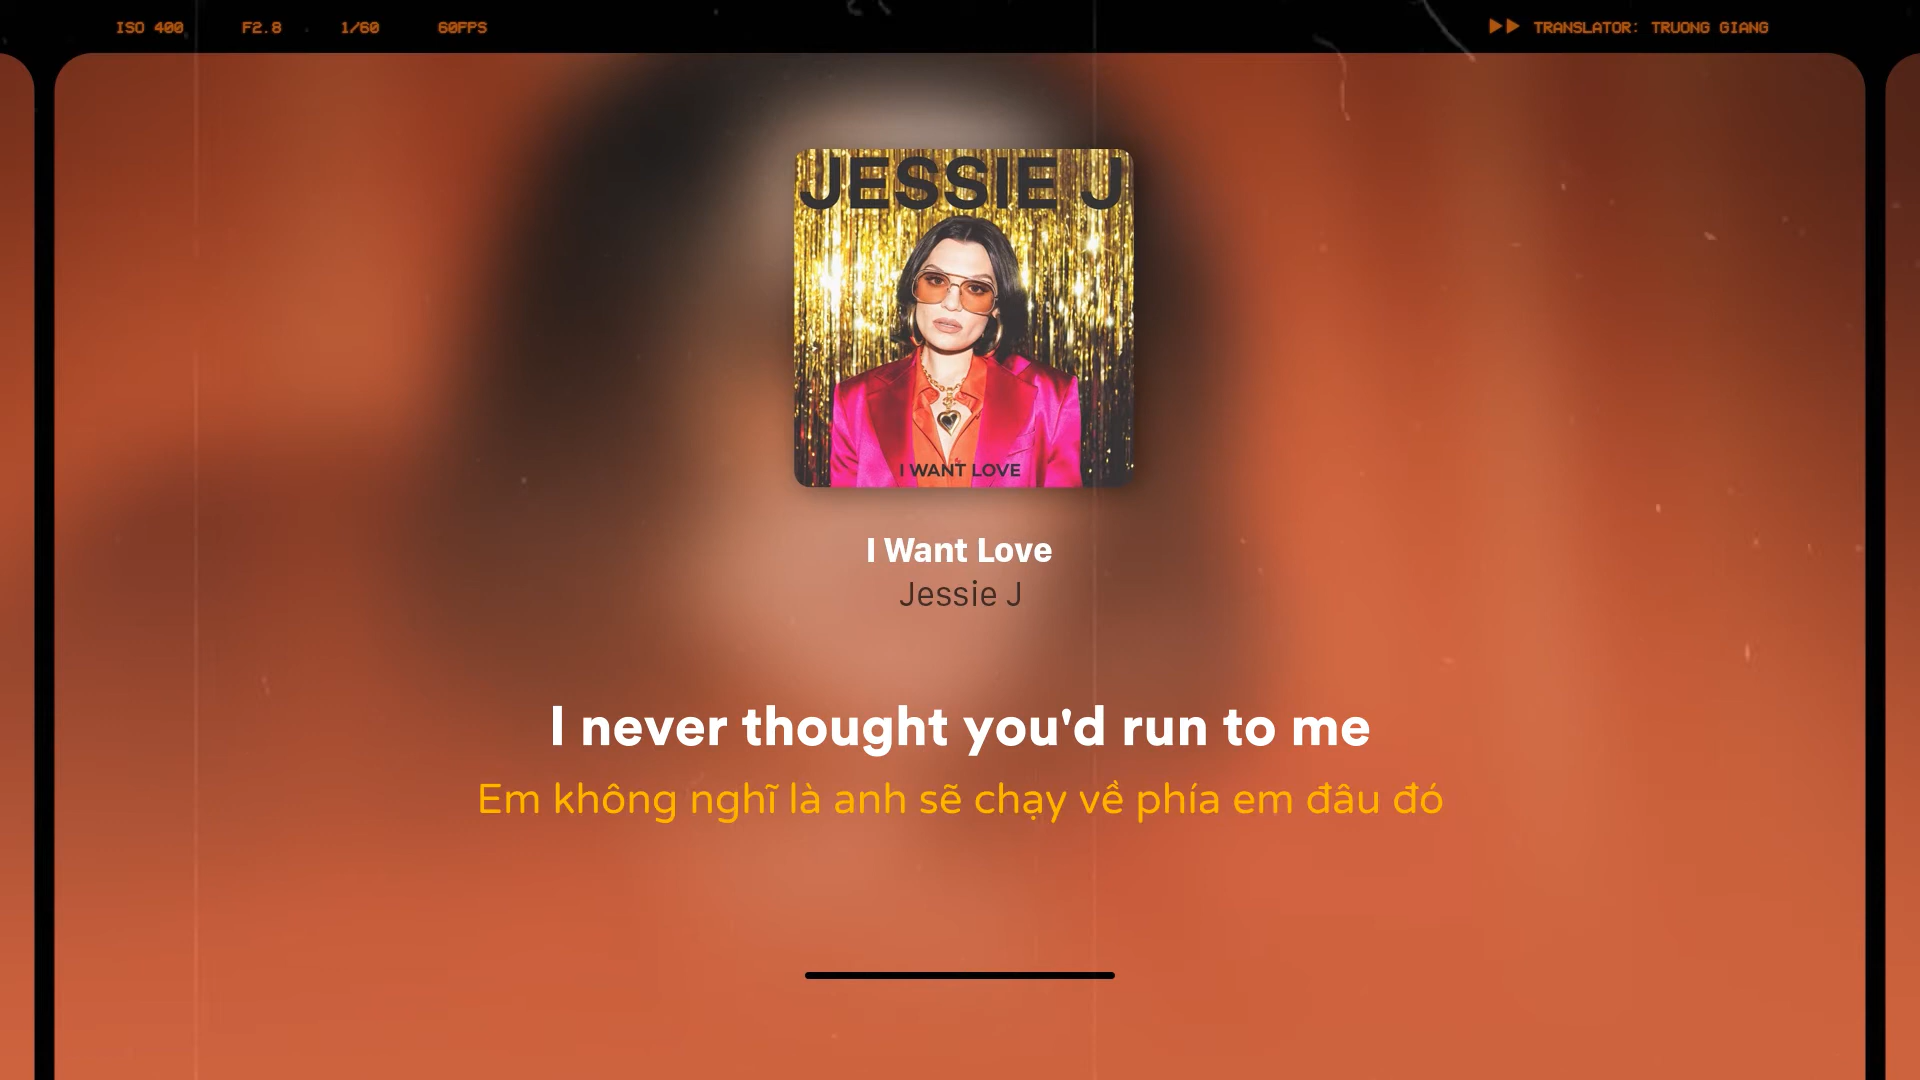 ISO 400 F2.8 1/60 60FPS
TRANSLATOR: TRUONG GIANG
JESSIE J
I WANT LOVE
I Want Love
Jessie J
I never thought you'd run to me
Em không nghĩ là anh sẽ chạy về phía em đâu đó